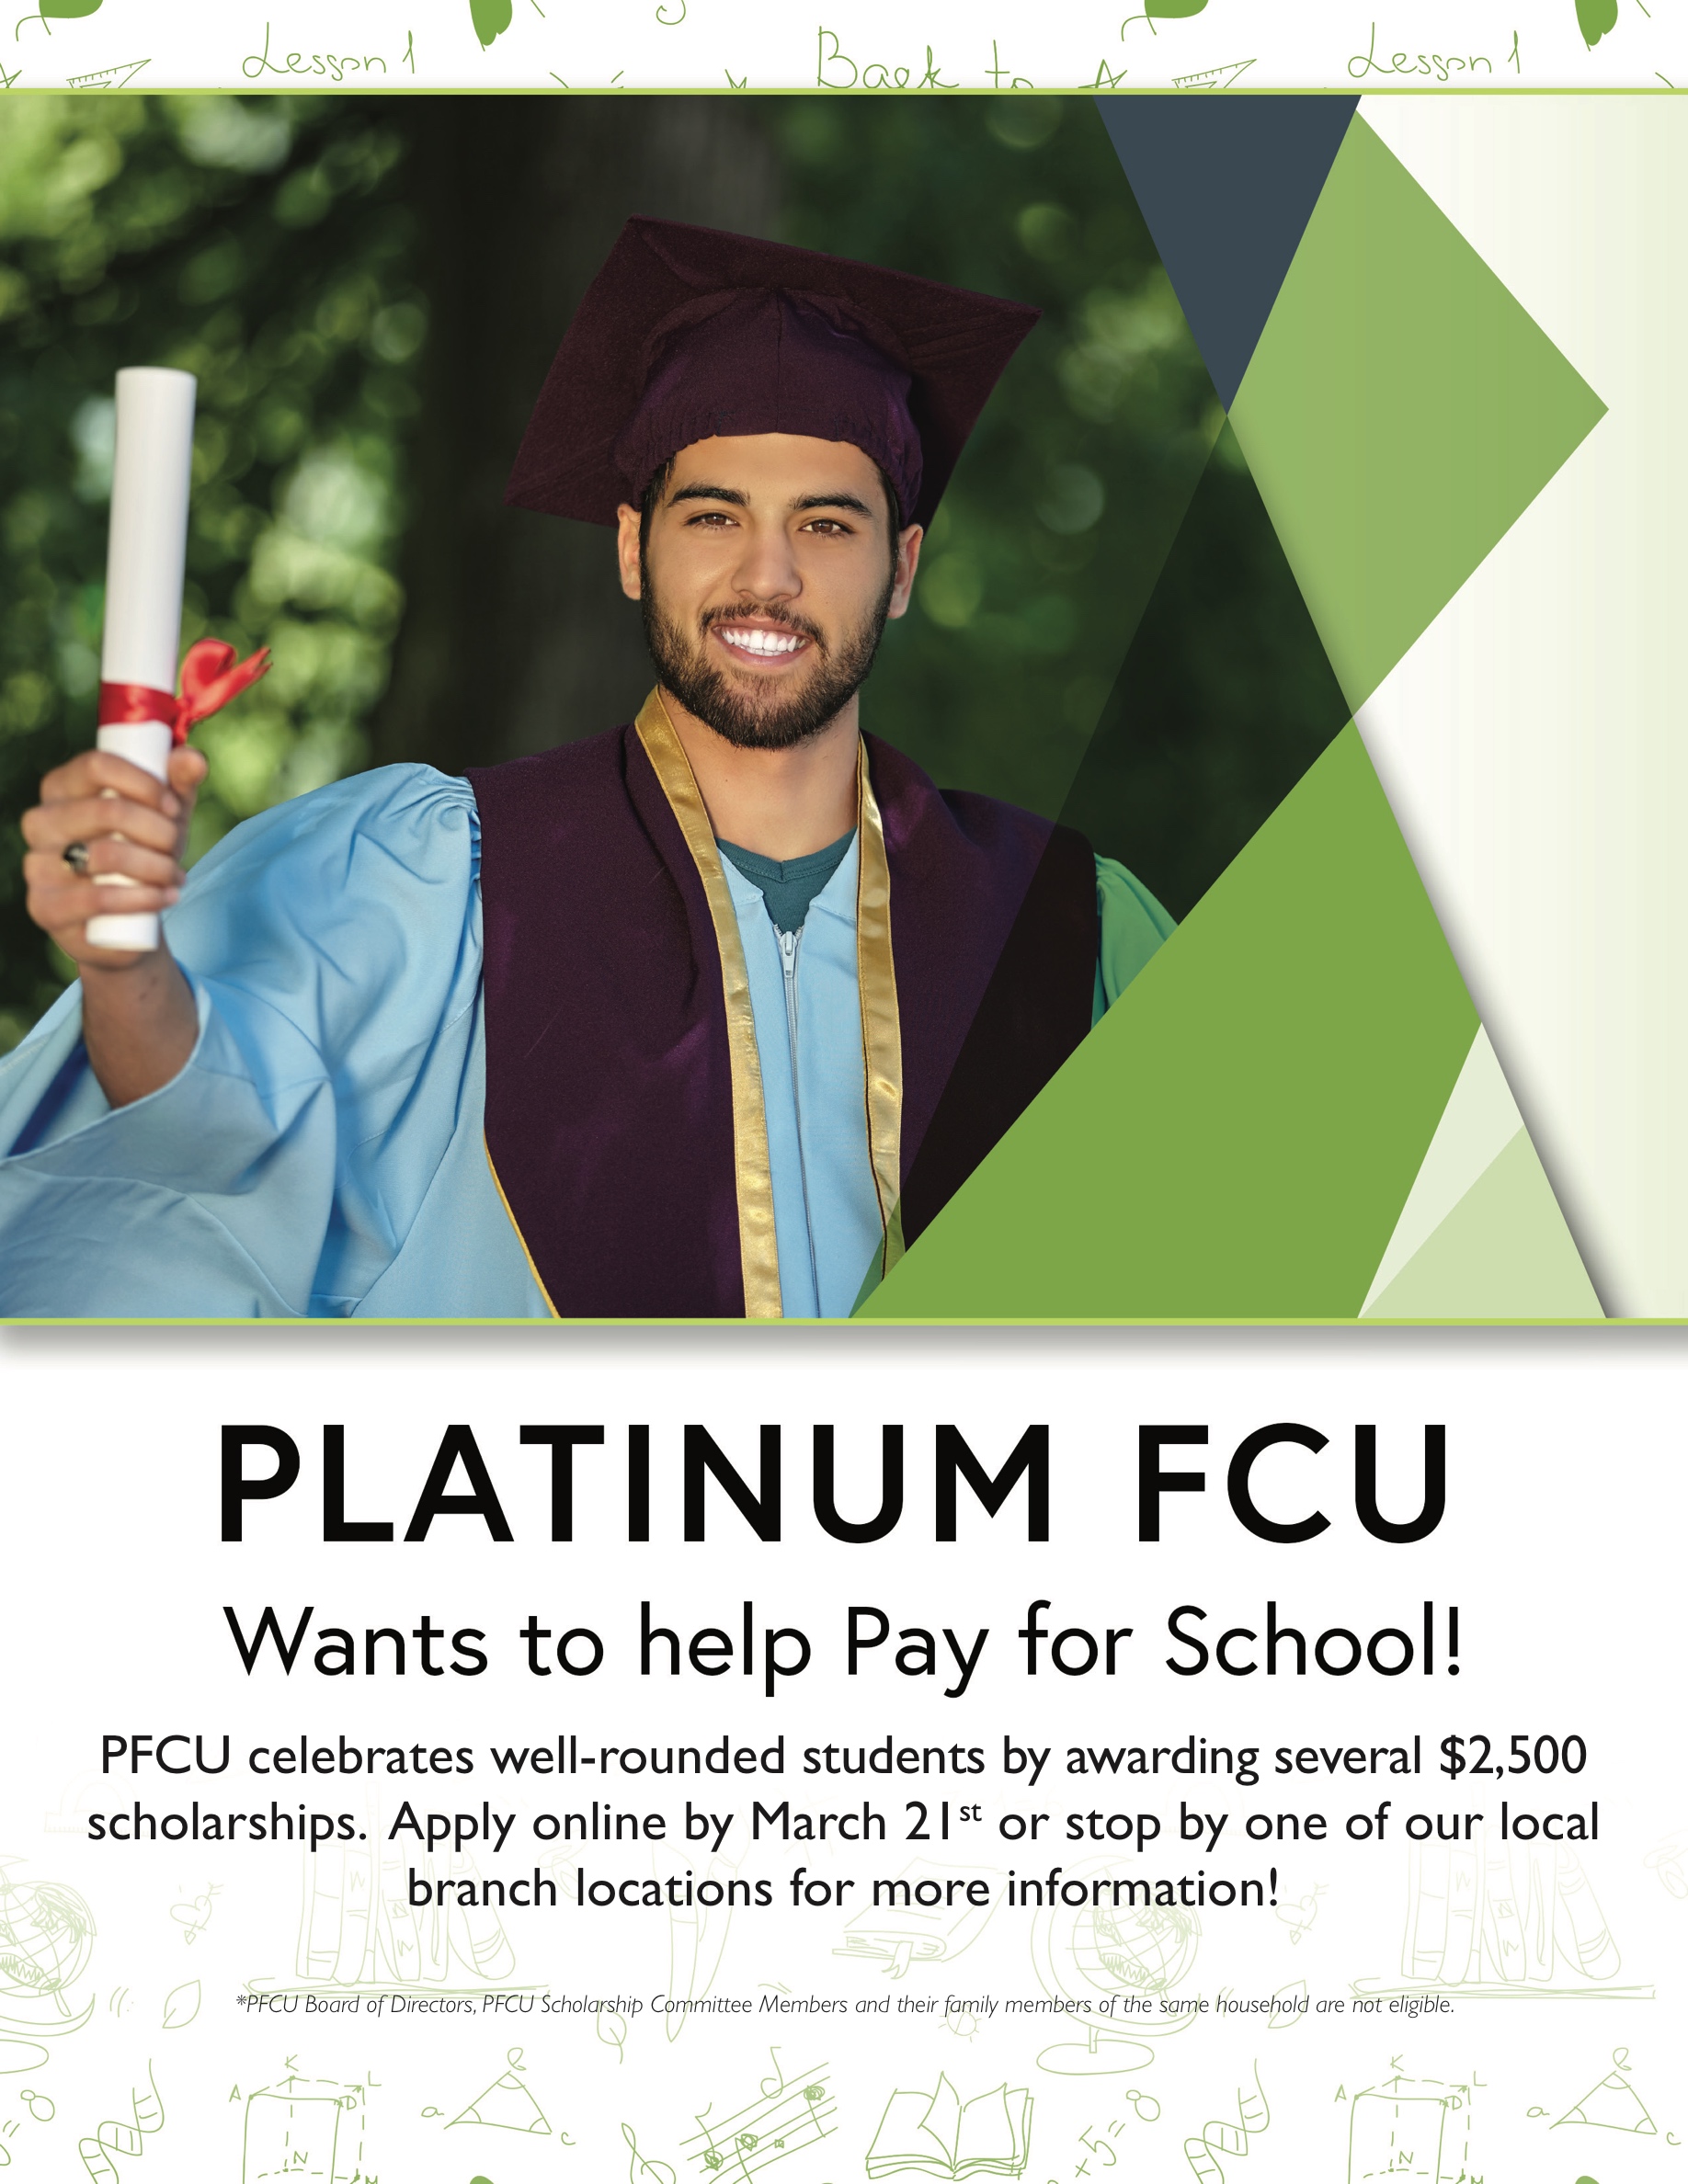 Lesson 1
Back to
Lesson 1
PLATINUM FCU
Wants to help Pay for School!
PFCU celebrates well-rounded students by awarding several $2,500
scholarships. Apply online by March 21st or stop by one of our local
branch locations for more information!
*PFCU Board of Directors, PFCU Scholarship Committee Members and their family members of the same household are not eligible.
K
A
L
D
N
M
a
b
c
x5=8
K
A
L
D
N
M
a
b
c